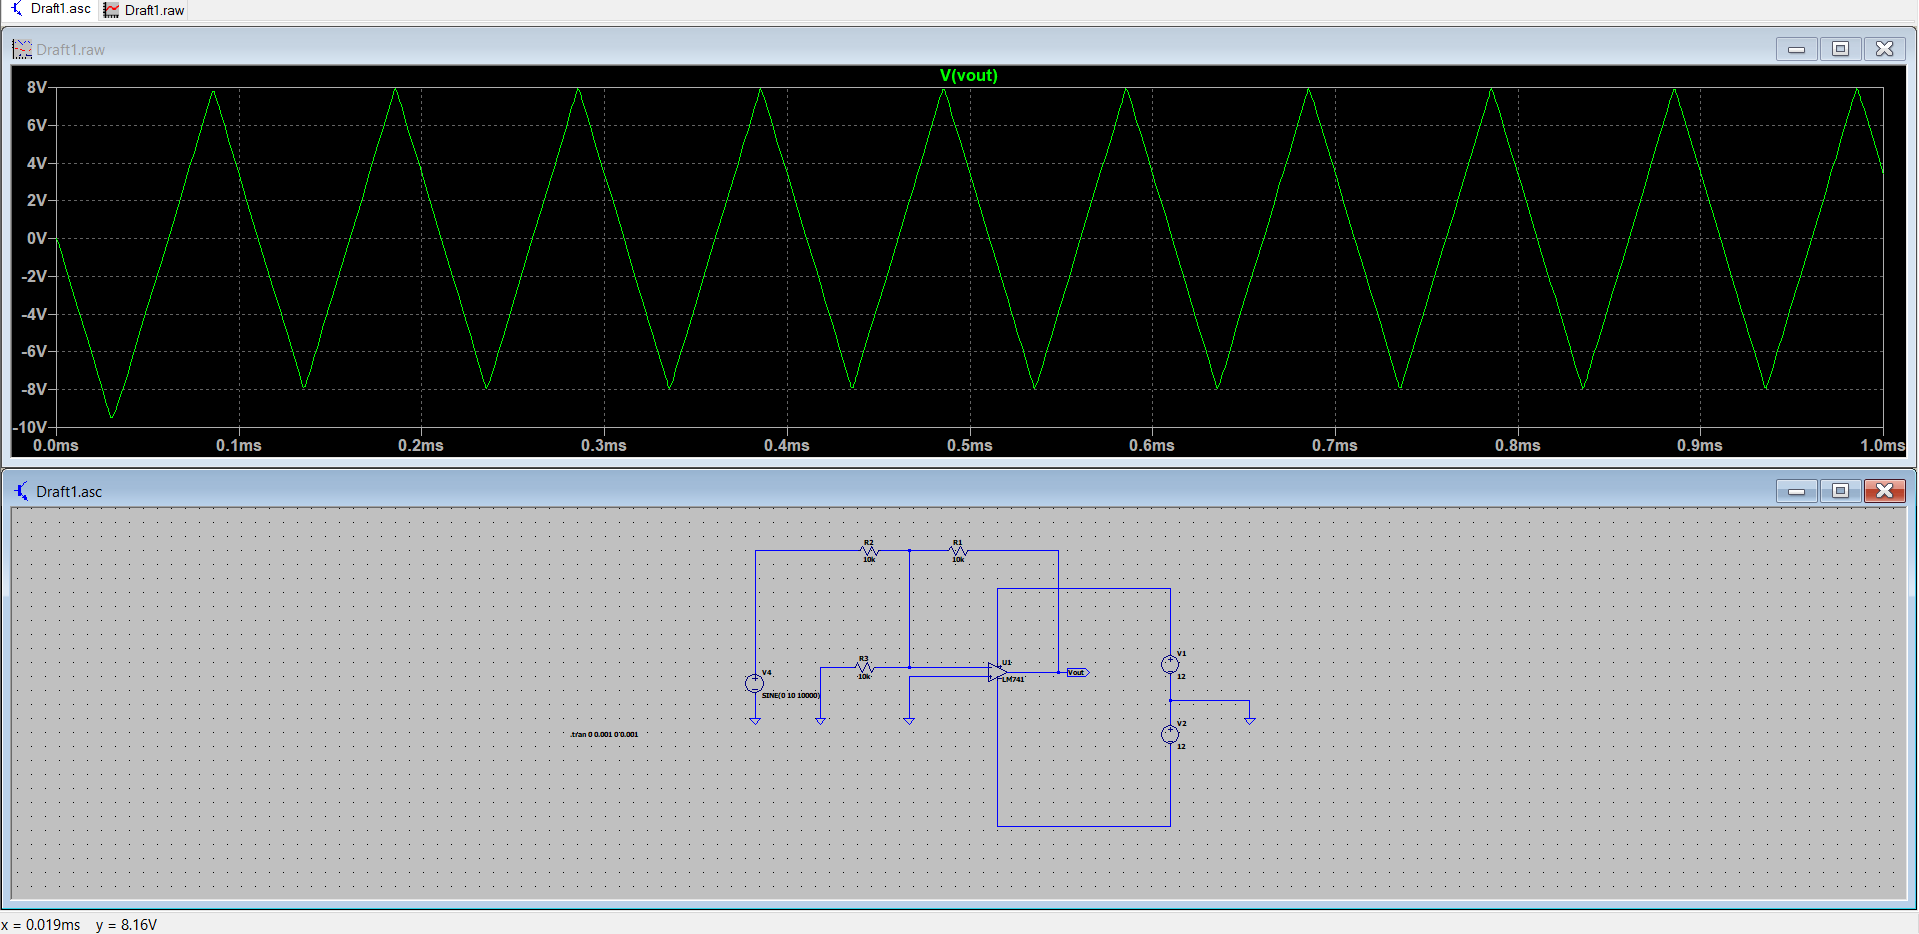 Draft1.asc Draft1.raw
Draft1.raw
V(vout)
8V
6V
4V
2V
0V
-2V
-4V
-6V
-8V
-10V
0.0ms 0.1ms 0.2ms 0.3ms 0.4ms 0.5ms 0.6ms 0.7ms 0.8ms 0.9ms 1.0ms
Draft1.asc
R2
10k
R1
10k
R3
10k
U1
LM741
Vout
V4
SINE(0 10 10000)
V1
12
V2
12
.tran 0 0.001 0 0.001
x = 0.019ms y = 8.16V